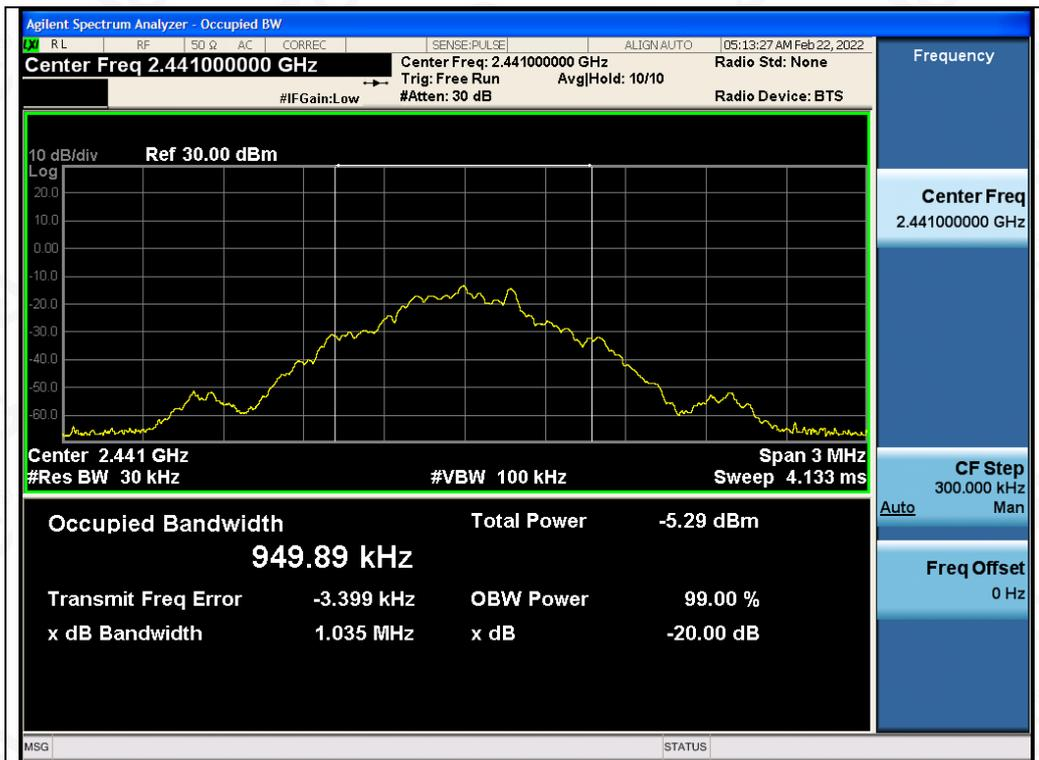 Agilent Spectrum Analyzer - Occupied BW
LXI RL RF 50 Ω AC CORREC SENSE:PULSE ALIGN AUTO 05:13:27 AM Feb 22, 2022
Center Freq 2.441000000 GHz
Center Freq: 2.441000000 GHz
Radio Std: None
Trig: Free Run Avg|Hold: 10/10
#IFGain:Low
#Atten: 30 dB
Radio Device: BTS
10 dB/div Ref 30.00 dBm
Log
20.0
10.0
0.00
-10.0
-20.0
-30.0
-40.0
-50.0
-60.0
Center 2.441 GHz Span 3 MHz
#Res BW 30 kHz #VBW 100 kHz Sweep 4.133 ms
Occupied Bandwidth Total Power -5.29 dBm
949.89 kHz
Transmit Freq Error -3.399 kHz OBW Power 99.00 %
x dB Bandwidth 1.035 MHz x dB -20.00 dB
MSG STATUS
Frequency
Center Freq
2.441000000 GHz
CF Step
300.000 kHz
Auto Man
Freq Offset
0 Hz